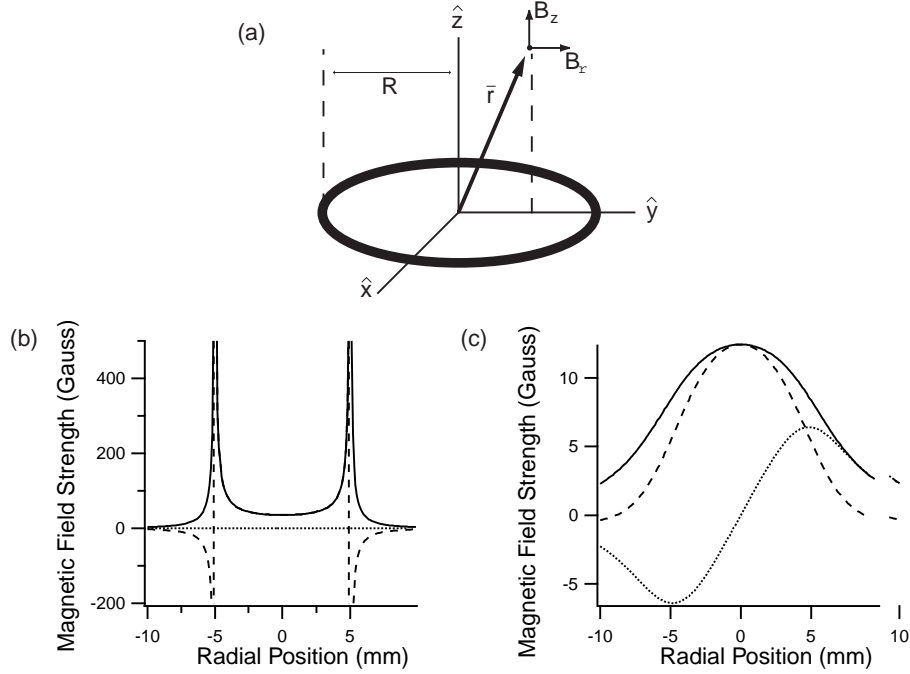 (a)
ẑ
B_z
B_r
R
r̄
ŷ
x̂
(b)
Magnetic Field Strength (Gauss)
400
200
0
-200
-10
-5
0
5
Radial Position (mm)
(c)
Magnetic Field Strength (Gauss)
10
5
0
-5
-10
-5
0
5
10
Radial Position (mm)